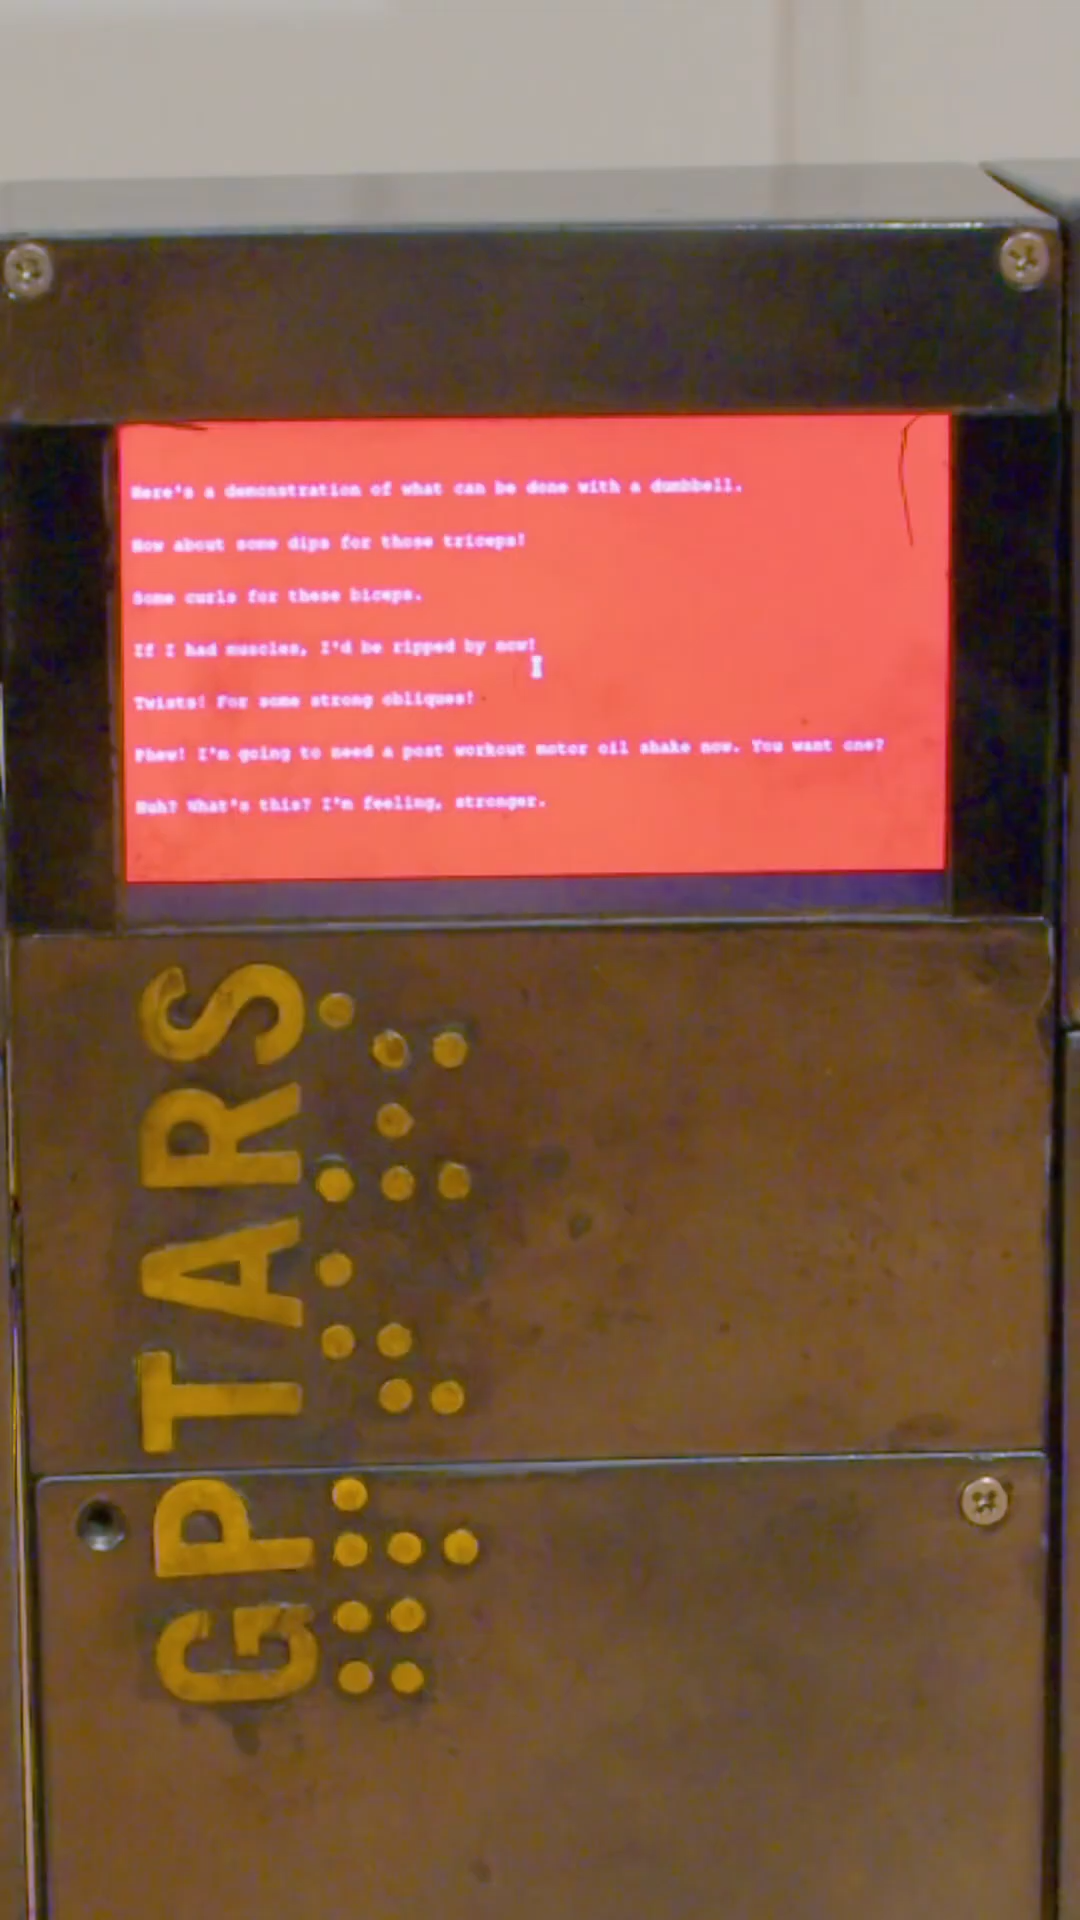 Here's a demonstration of what can be done with a dumbbell.
How about some dips for those triceps!
Some curls for these biceps.
If I had muscles, I'd be ripped by now!
Twists! For some strong obliques!
Phew! I'm going to need a post workout motor oil shake now. You want one?
Huh? What's this? I'm feeling, stronger.
GPTARS